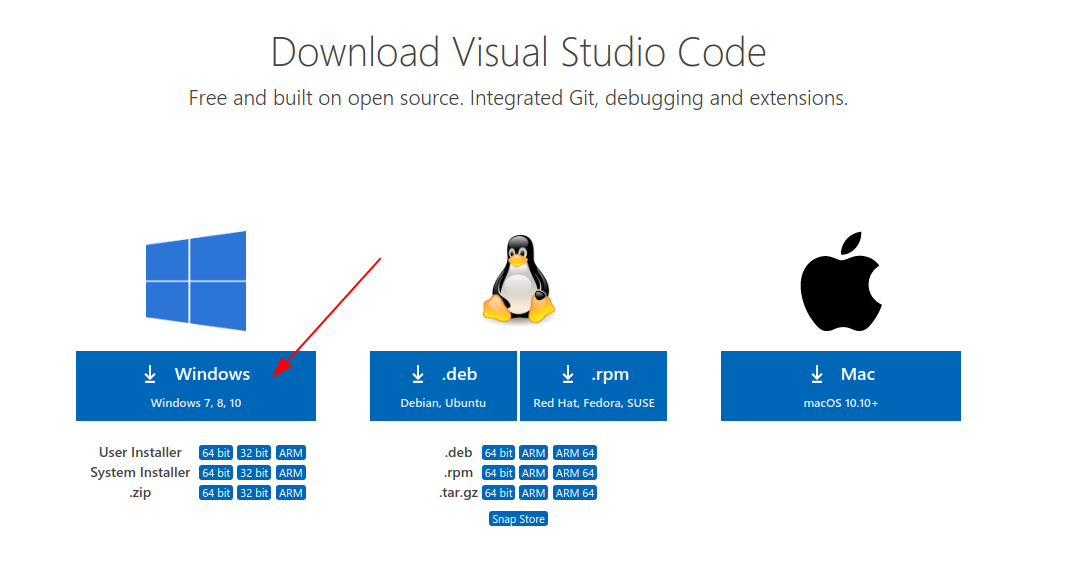 Download Visual Studio Code
Free and built on open source. Integrated Git, debugging and extensions.
Windows
Windows 7, 8, 10
User Installer 64 bit 32 bit ARM
System Installer 64 bit 32 bit ARM
.zip 64 bit 32 bit ARM
.deb
Debian, Ubuntu
.rpm
Red Hat, Fedora, SUSE
.deb 64 bit ARM ARM 64
.rpm 64 bit ARM ARM 64
.tar.gz 64 bit ARM ARM 64
Snap Store
Mac
macOS 10.10+